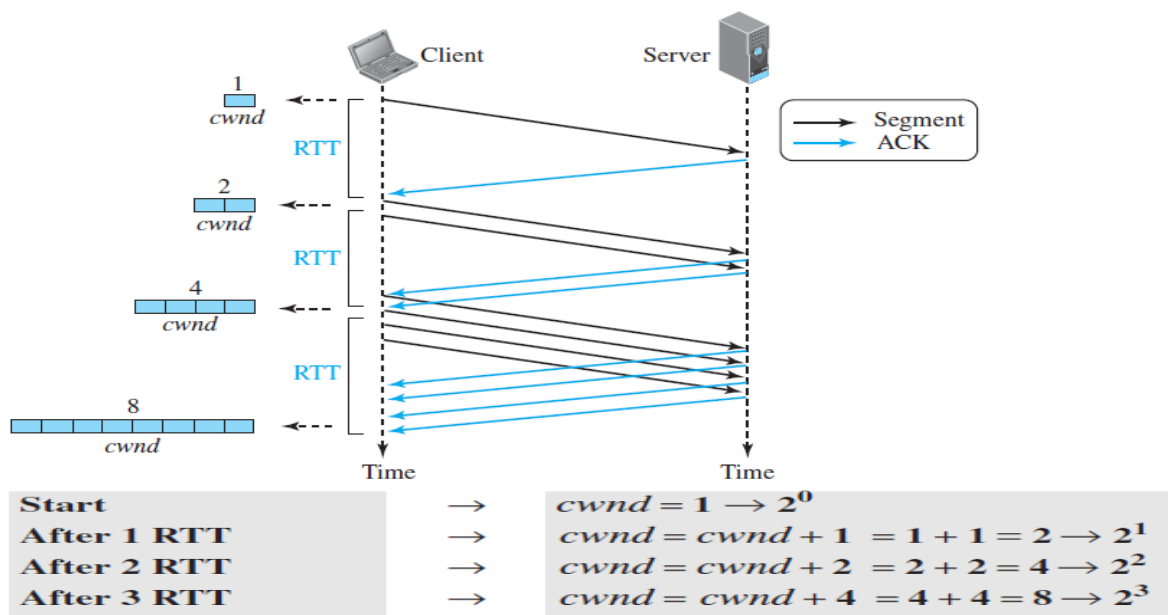 Client
Server
1
cwnd
Segment
ACK
RTT
2
cwnd
RTT
4
cwnd
RTT
8
cwnd
Time
Time
Start → cwnd = 1 → 2⁰
After 1 RTT → cwnd = cwnd + 1 = 1 + 1 = 2 → 2¹
After 2 RTT → cwnd = cwnd + 2 = 2 + 2 = 4 → 2²
After 3 RTT → cwnd = cwnd + 4 = 4 + 4 = 8 → 2³